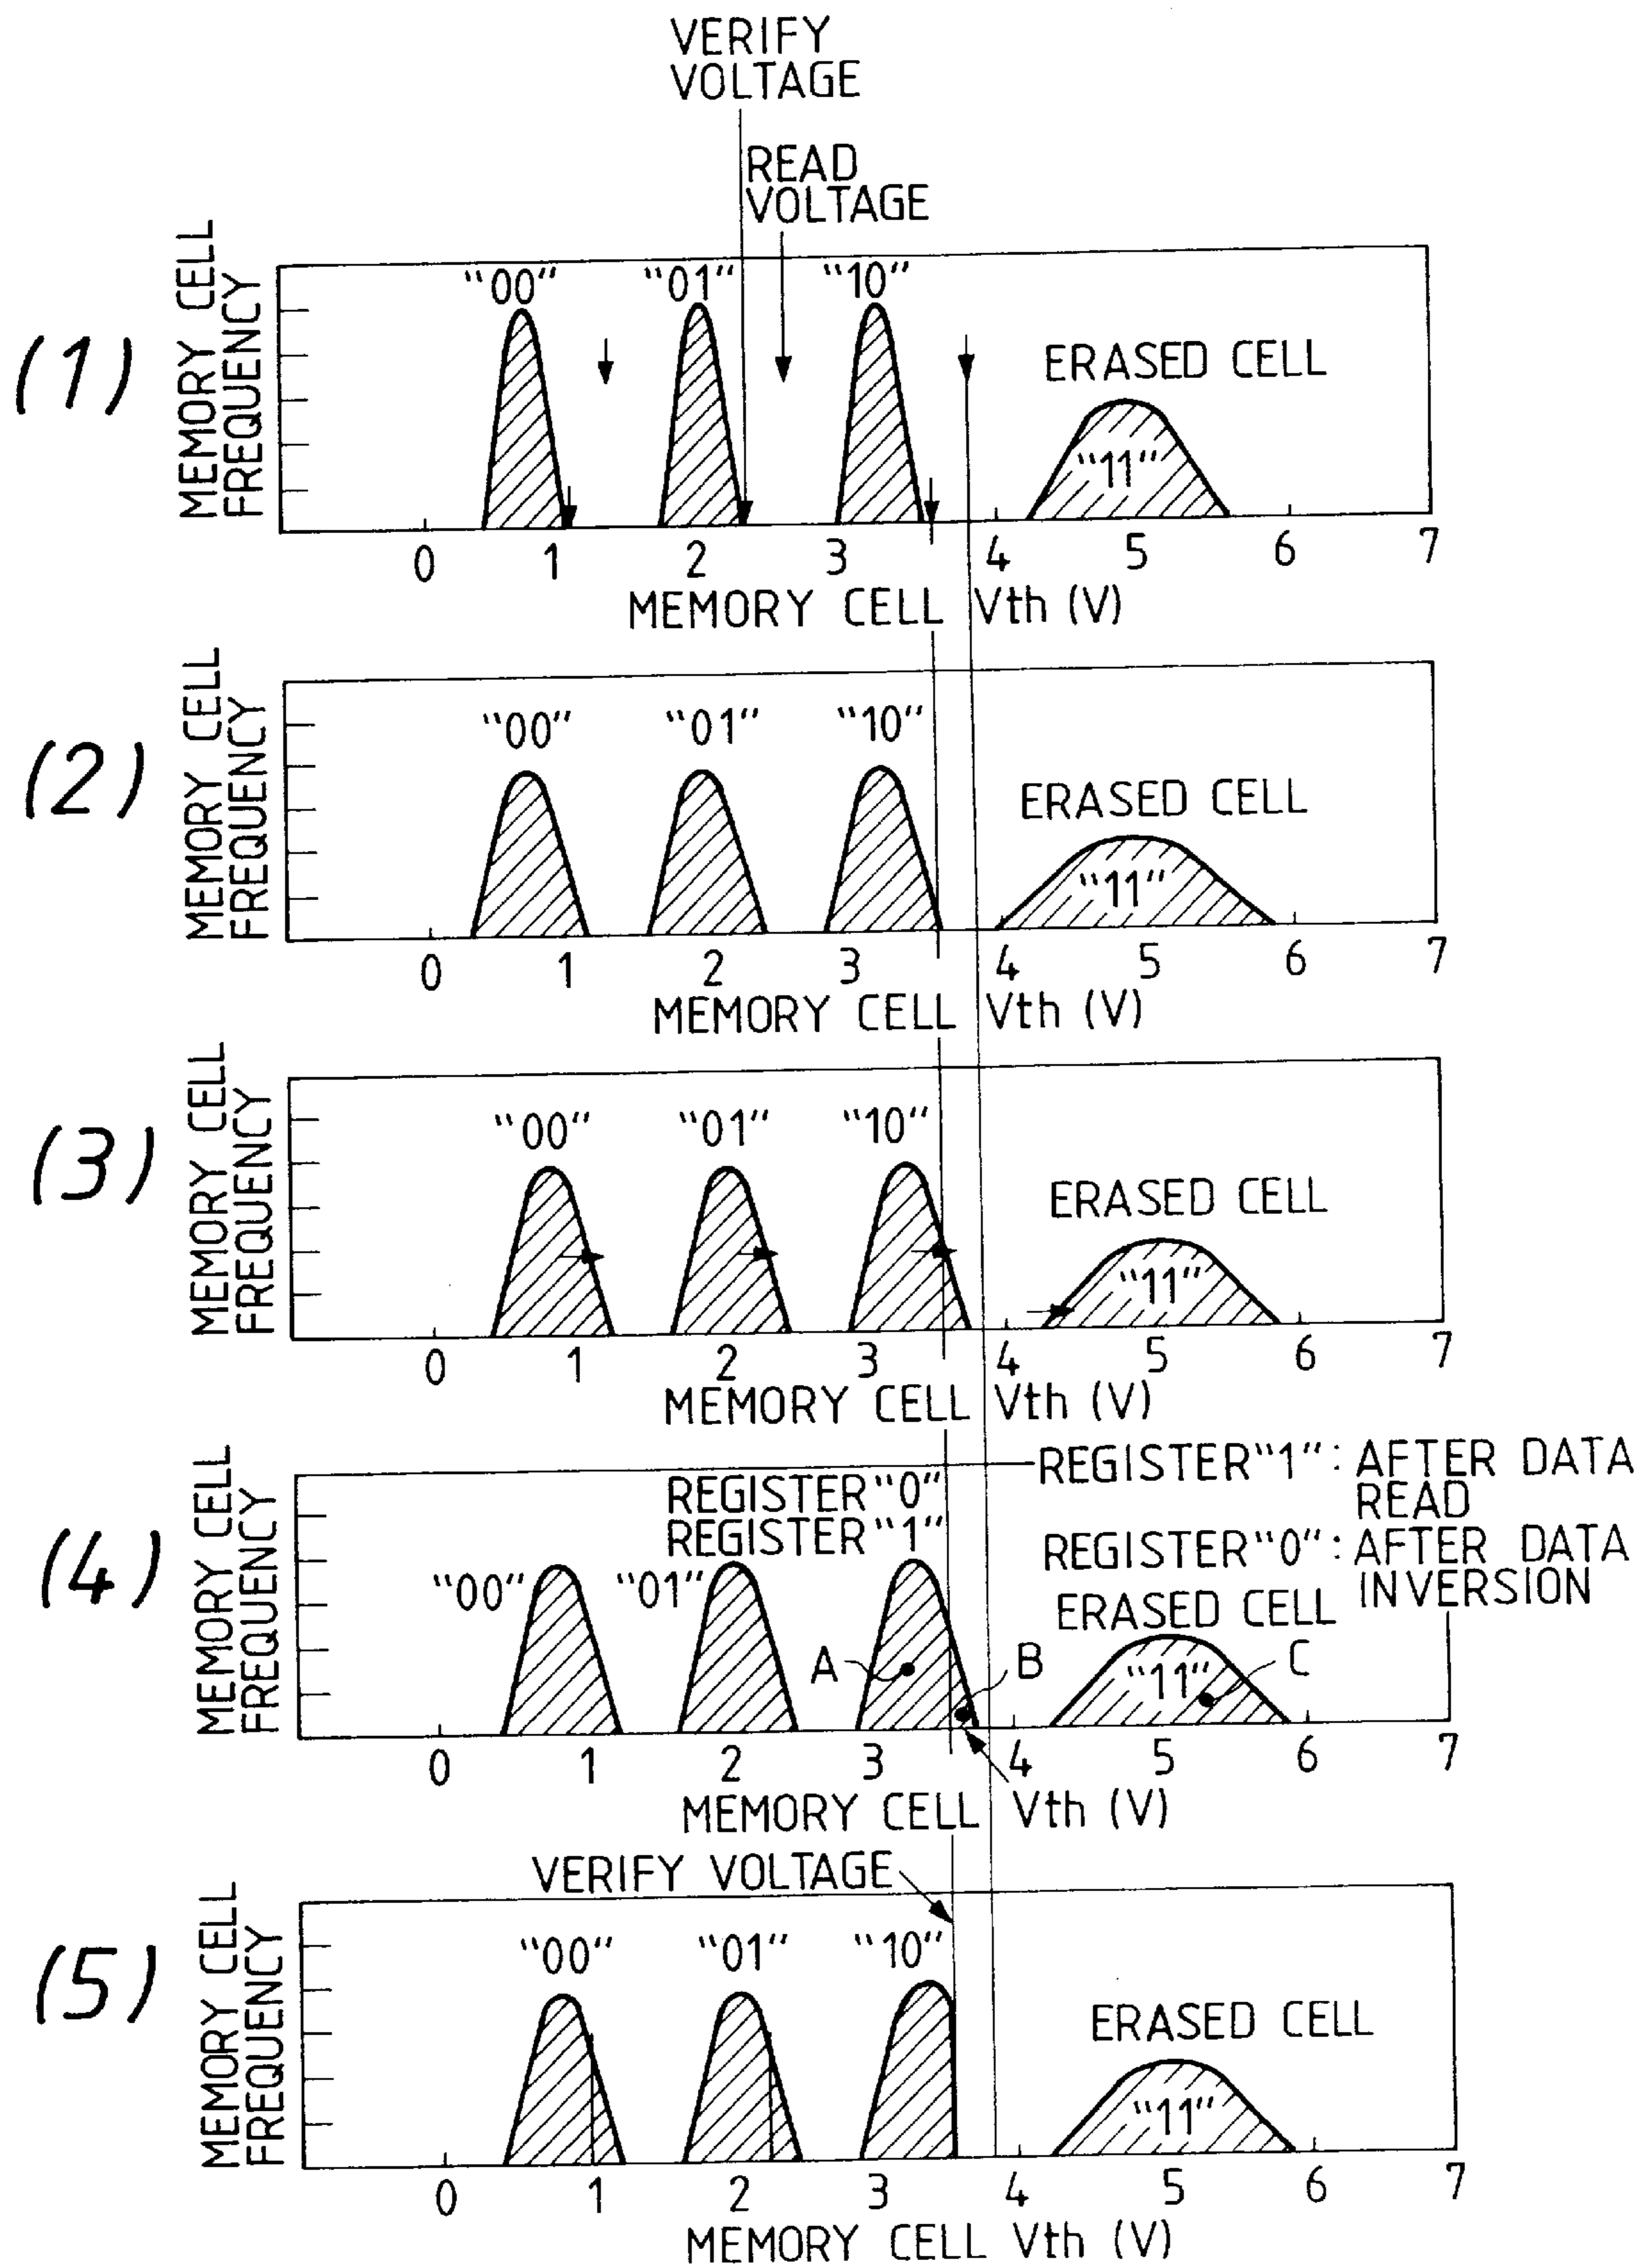 VERIFY
VOLTAGE
READ
VOLTAGE
(1)
MEMORY CELL
FREQUENCY
"00" "01" "10"
ERASED CELL
"11"
0 1 2 3 4 5 6 7
MEMORY CELL Vth (V)
(2)
MEMORY CELL
FREQUENCY
"00" "01" "10"
ERASED CELL
"11"
0 1 2 3 4 5 6 7
MEMORY CELL Vth (V)
(3)
MEMORY CELL
FREQUENCY
"00" "01" "10"
ERASED CELL
"11"
0 1 2 3 4 5 6 7
MEMORY CELL Vth (V)
(4)
MEMORY CELL
FREQUENCY
REGISTER "0"
REGISTER "1"
REGISTER "1" : AFTER DATA
READ
REGISTER "0" : AFTER DATA
INVERSION
"00" "01"
ERASED CELL
A B "11" C
0 1 2 3 4 5 6 7
MEMORY CELL Vth (V)
VERIFY VOLTAGE
(5)
MEMORY CELL
FREQUENCY
"00" "01" "10"
ERASED CELL
"11"
0 1 2 3 4 5 6 7
MEMORY CELL Vth (V)